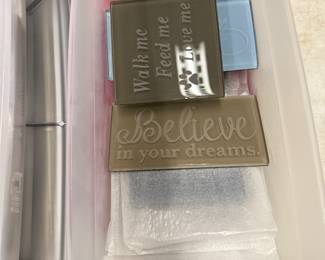 Walk me
Feed me
Love me
Believe
in your dreams.